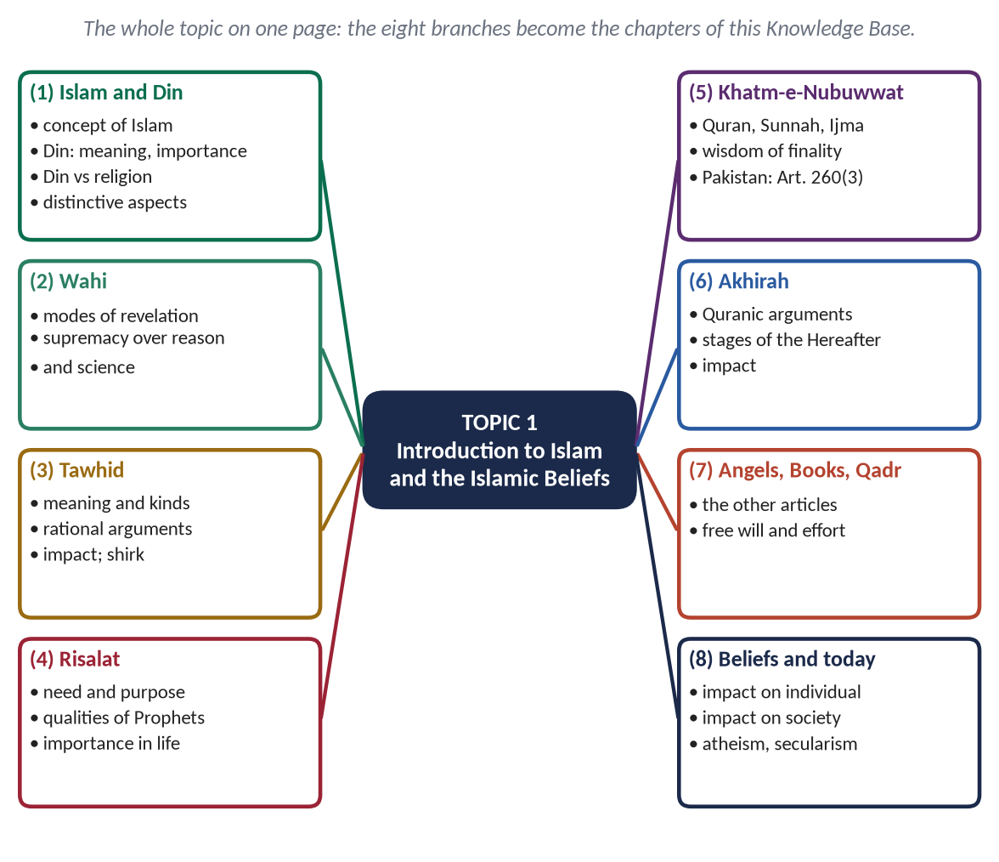 The whole topic on one page: the eight branches become the chapters of this Knowledge Base.
(1) Islam and Din
• concept of Islam
• Din: meaning, importance
• Din vs religion
• distinctive aspects
(2) Wahi
• modes of revelation
• supremacy over reason
• and science
(3) Tawhid
• meaning and kinds
• rational arguments
• impact; shirk
(4) Risalat
• need and purpose
• qualities of Prophets
• importance in life
TOPIC 1
Introduction to Islam
and the Islamic Beliefs
(5) Khatm-e-Nubuwwat
• Quran, Sunnah, Ijma
• wisdom of finality
• Pakistan: Art. 260(3)
(6) Akhirah
• Quranic arguments
• stages of the Hereafter
• impact
(7) Angels, Books, Qadr
• the other articles
• free will and effort
(8) Beliefs and today
• impact on individual
• impact on society
• atheism, secularism